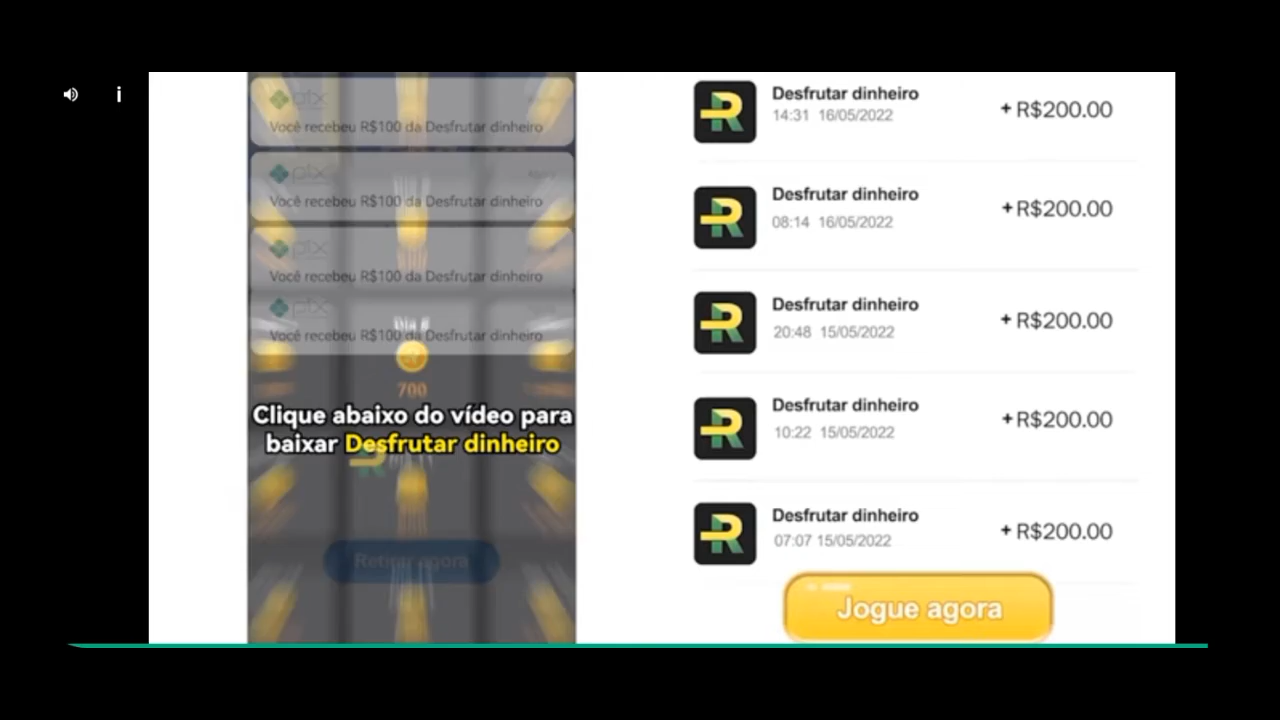 pix
Você recebeu R$100 da Desfrutar dinheiro
pix
Você recebeu R$100 da Desfrutar dinheiro
pix
Você recebeu R$100 da Desfrutar dinheiro
pix
Você recebeu R$100 da Desfrutar dinheiro
700
Clique abaixo do vídeo para
baixar Desfrutar dinheiro
Retirar agora
Desfrutar dinheiro
14:31 16/05/2022
+R$200.00
Desfrutar dinheiro
08:14 16/05/2022
+R$200.00
Desfrutar dinheiro
20:48 15/05/2022
+R$200.00
Desfrutar dinheiro
10:22 15/05/2022
+R$200.00
Desfrutar dinheiro
07:07 15/05/2022
+R$200.00
Jogue agora